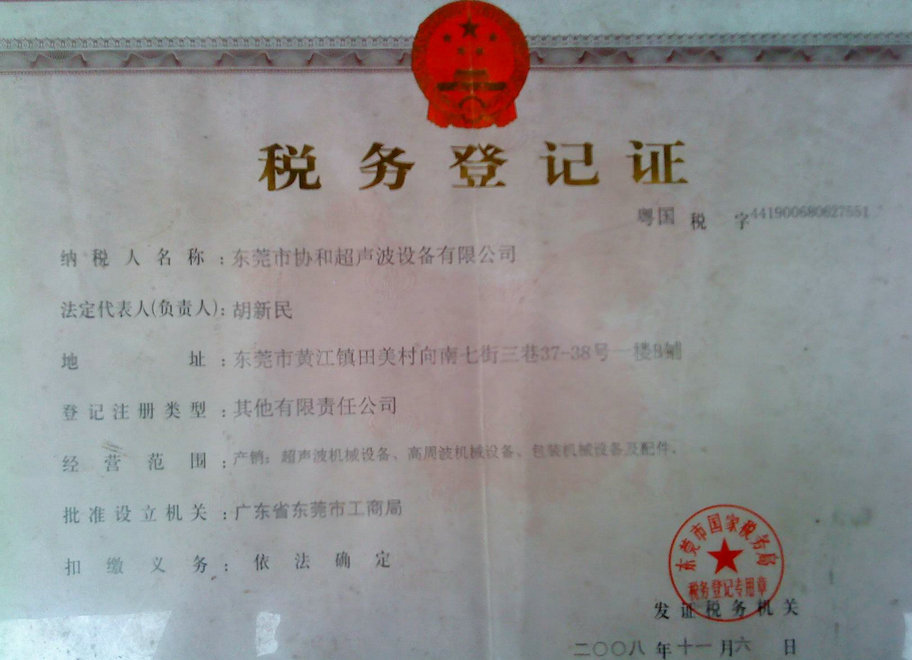 税务登记证
粤国 税 字441900680627551
纳税人名称:东莞市协和超声波设备有限公司
法定代表人(负责人):胡新民
地址:东莞市黄江镇田美村向南七街三巷37-38号一楼8铺
登记注册类型:其他有限责任公司
经营范围:产销:超声波机械设备、高周波机械设备、包装机械设备及配件。
批准设立机关:广东省东莞市工商局
扣缴义务:依法确定
东莞市国家税务局
税务登记专用章
发证税务机关
二〇〇八年十一月六日